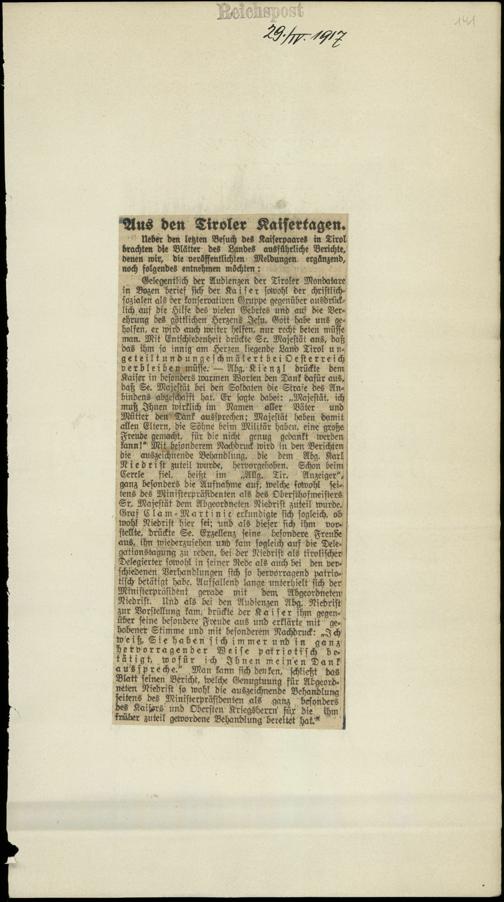 Reichspost
141
29./IV. 1917
Aus den Tiroler Kaisertagen.
Ueber den letzten Besuch des Kaiserpaares in Tirol
brachten die Blätter des Landes ausführliche Berichte,
denen wir, die veröffentlichten Meldungen ergänzend,
noch folgendes entnehmen möchten:
Gelegentlich der Audienzen der Tiroler Mandatare
in Bozen berief sich der Kaiser sowohl der christlich-
sozialen als der konservativen Gruppe gegenüber ausdrück-
lich auf die Hilfe des vielen Gebetes und auf die Ver-
ehrung des göttlichen Herzens Jesu. Gott habe uns ge-
holfen, er wird auch weiter helfen, nur recht beten müsse
man. Mit Entschiedenheit drückte Se. Majestät aus, daß
das ihm so innig am Herzen liegende Land Tirol un-
geteilt und ungeschmälert bei Oesterreich
verbleiben müsse. — Abg. Kienzl drückte dem
Kaiser in besonders warmen Worten den Dank dafür aus,
daß Se. Majestät bei den Soldaten die Strafe des An-
bindens abgeschafft hat. Er sagte dabei: „Majestät, ich
muß Ihnen wirklich im Namen aller Väter und
Mütter den Dank aussprechen; Majestät haben damit
allen Eltern, die Söhne beim Militär haben, eine große
Freude gemacht, für die nicht genug gedankt werden
kann!“ Mit besonderem Nachdruck wird in den Berichten
die auszeichnende Behandlung, die dem Abg. Karl
Niedrist zuteil wurde, hervorgehoben. Schon beim
Cercle fiel, heißt es im „Allg. Tir. Anzeiger“,
ganz besonders die Aufnahme auf, welche sowohl sei-
tens des Ministerpräsidenten als des Obersthofmeisters
Sr. Majestät dem Abgeordneten Niedrist zuteil wurde.
Graf Clam-Martinic erkundigte sich sogleich, ob
wohl Niedrist hier sei; und als dieser sich ihm vor-
stellte, drückte Se. Exzellenz seine besondere Freude
aus, ihn wiederzusehen und kam sogleich auf die Dele-
gationstagung zu reden, bei der Niedrist als tirolischer
Delegierter sowohl in seiner Rede als auch bei den ver-
schiedenen Verhandlungen sich so hervorragend patrio-
tisch betätigt habe. Auffallend lange unterhielt sich der
Ministerpräsident gerade mit dem Abgeordneten
Niedrist. Und als bei den Audienzen Abg. Niedrist
zur Vorstellung kam, drückte der Kaiser ihm gegen-
über seine besondere Freude aus und erklärte mit ge-
hobener Stimme und mit besonderem Nachdruck: „Ich
weiß, Sie haben sich immer und in ganz
hervorragender Weise patriotisch be-
tätigt, wofür ich Ihnen meinen Dank
ausspreche.“ Man kann sich denken, schließt das
Blatt seinen Bericht, welche Genugtuung für Abgeord-
neten Niedrist so wohl die auszeichnende Behandlung
seitens des Ministerpräsidenten als ganz besonders
des Kaisers und Obersten Kriegsherrn für die ihm
früher zuteil gewordene Behandlung bereitet hat.“